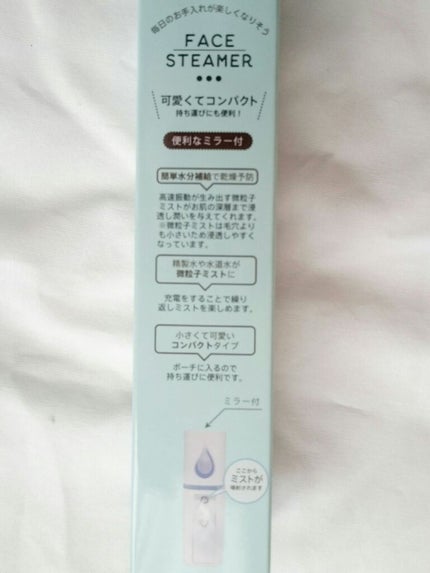 毎日のお手入れが楽しくなりそう
FACE
STEAMER
可愛くてコンパクト
持ち運びにも便利！
便利なミラー付
簡単水分補給で乾燥予防
高速振動が生み出す微粒子
ミストがお肌の深層まで浸
透し潤いを与えてくれます。
※微粒子ミストは毛穴より
も小さいため浸透しやすく
なっています。
精製水や水道水が
微粒子ミストに
充電をすることで繰り
返しミストを楽しめます。
小さくて可愛い
コンパクトタイプ
ポーチに入るので
持ち運びに便利です。
ミラー付
ここから
ミストが
噴射されます